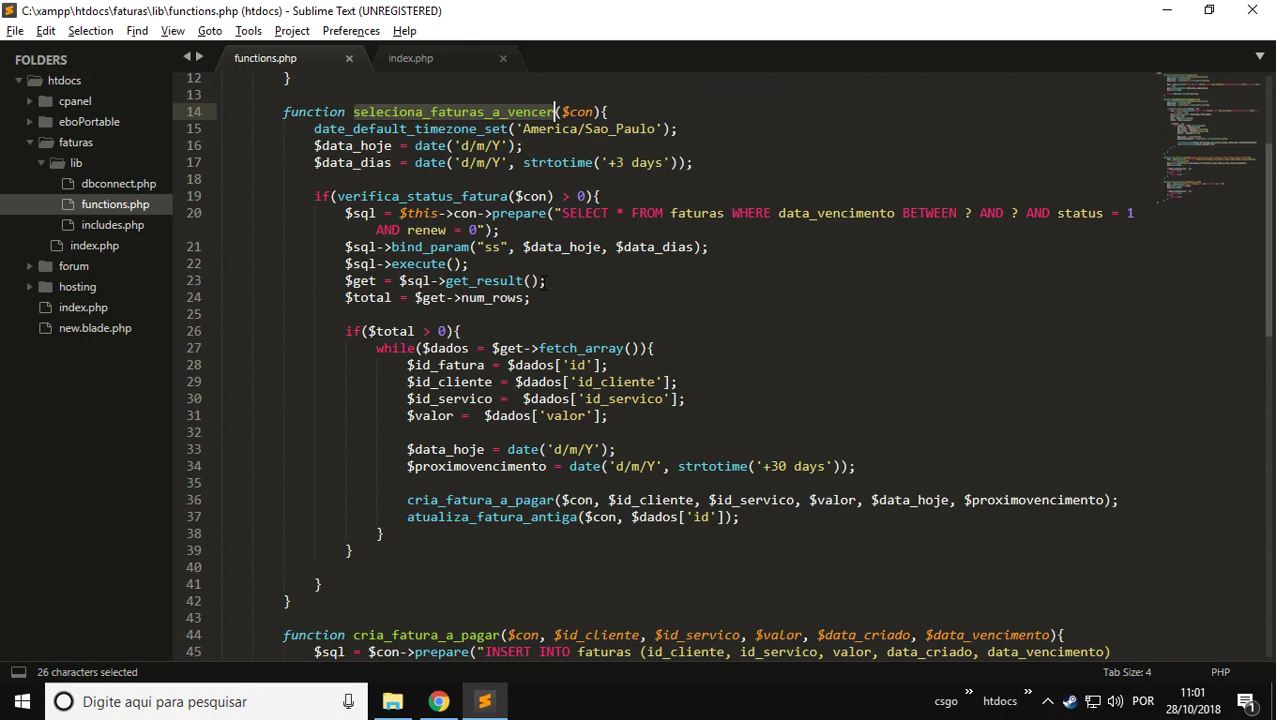 C:\xampp\htdocs\faturas\lib\functions.php (htdocs) - Sublime Text (UNREGISTERED)
File Edit Selection Find View Goto Tools Project Preferences Help
FOLDERS
htdocs
cpanel
eboPortable
faturas
lib
dbconnect.php
functions.php
includes.php
index.php
forum
hosting
index.php
new.blade.php
functions.php × index.php ×
12 }
13
14 function seleciona_faturas_a_vencer($con){
15 date_default_timezone_set('America/Sao_Paulo');
16 $data_hoje = date('d/m/Y');
17 $data_dias = date('d/m/Y', strtotime('+3 days'));
18
19 if(verifica_status_fatura($con) > 0){
20 $sql = $this->con->prepare("SELECT * FROM faturas WHERE data_vencimento BETWEEN ? AND ? AND status = 1
AND renew = 0");
21 $sql->bind_param("ss", $data_hoje, $data_dias);
22 $sql->execute();
23 $get = $sql->get_result();
24 $total = $get->num_rows;
25
26 if($total > 0){
27 while($dados = $get->fetch_array()){
28 $id_fatura = $dados['id'];
29 $id_cliente = $dados['id_cliente'];
30 $id_servico =  $dados['id_servico'];
31 $valor =  $dados['valor'];
32
33 $data_hoje = date('d/m/Y');
34 $proximovencimento = date('d/m/Y', strtotime('+30 days'));
35
36 cria_fatura_a_pagar($con, $id_cliente, $id_servico, $valor, $data_hoje, $proximovencimento);
37 atualiza_fatura_antiga($con, $dados['id']);
38 }
39 }
40
41 }
42 }
43
44 function cria_fatura_a_pagar($con, $id_cliente, $id_servico, $valor, $data_criado, $data_vencimento){
45 $sql = $con->prepare("INSERT INTO faturas (id_cliente, id_servico, valor, data_criado, data_vencimento)
26 characters selected Tab Size: 4 PHP
Digite aqui para pesquisar csgo » htdocs » POR 11:01
28/10/2018 1